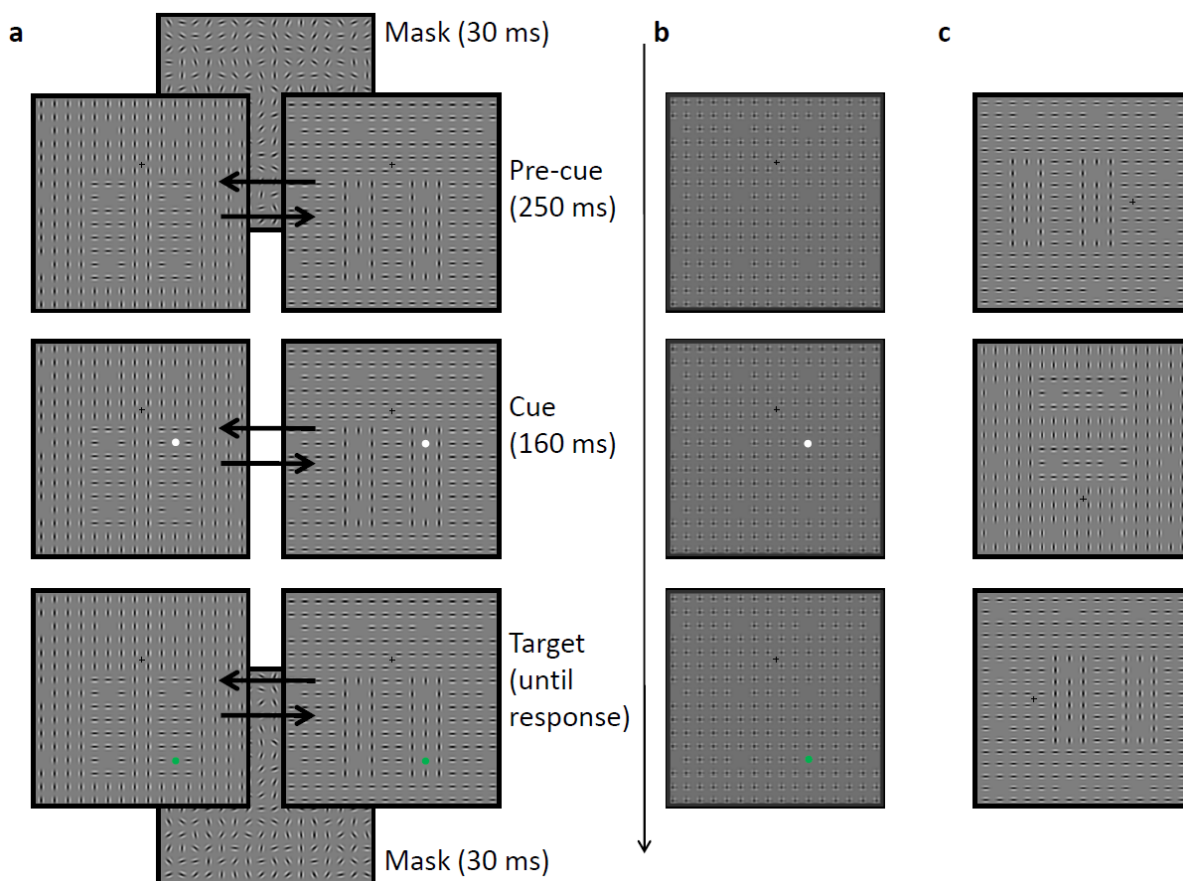 a
Mask (30 ms)
b
c
Pre-cue
(250 ms)
Cue
(160 ms)
Target
(until
response)
Mask (30 ms)